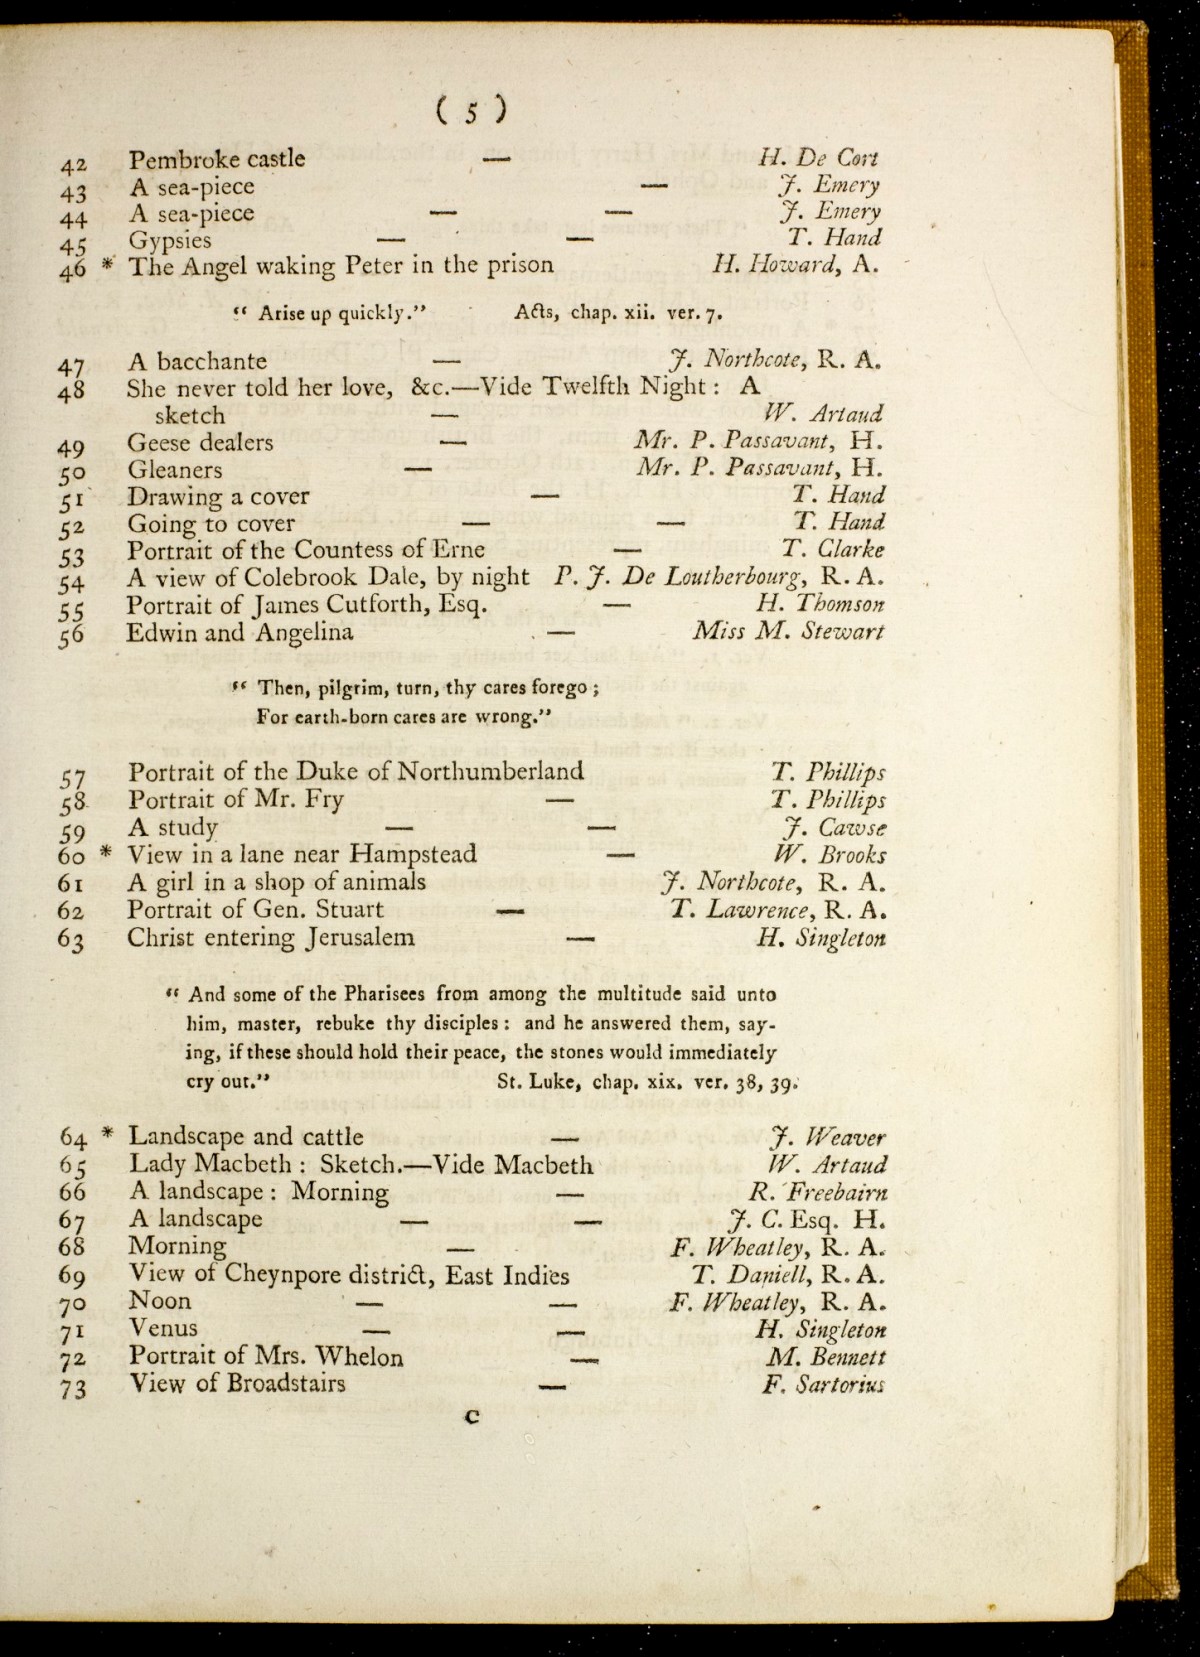 ( 5 )
42 Pembroke castle — H. De Cort
43 A sea-piece — J. Emery
44 A sea-piece — — J. Emery
45 Gypsies — — T. Hand
46 * The Angel waking Peter in the prison H. Howard, A.
“ Arise up quickly.” Acts, chap. xii. ver. 7.
47 A bacchante — J. Northcote, R. A.
48 She never told her love, &c.—Vide Twelfth Night : A
sketch — W. Artaud
49 Geese dealers — Mr. P. Passavant, H.
50 Gleaners — Mr. P. Passavant, H.
51 Drawing a cover — T. Hand
52 Going to cover — — T. Hand
53 Portrait of the Countess of Erne — T. Clarke
54 A view of Colebrook Dale, by night P. J. De Loutherbourg, R. A.
55 Portrait of James Cutforth, Esq. — H. Thomson
56 Edwin and Angelina — Miss M. Stewart
“ Then, pilgrim, turn, thy cares forego ;
For earth-born cares are wrong.”
57 Portrait of the Duke of Northumberland T. Phillips
58 Portrait of Mr. Fry — T. Phillips
59 A study — — J. Cawse
60 * View in a lane near Hampstead — W. Brooks
61 A girl in a shop of animals J. Northcote, R. A.
62 Portrait of Gen. Stuart — T. Lawrence, R. A.
63 Christ entering Jerusalem — H. Singleton
“ And some of the Pharisees from among the multitude said unto
him, master, rebuke thy disciples : and he answered them, say-
ing, if these should hold their peace, the stones would immediately
cry out.” St. Luke, chap. xix. ver. 38, 39.
64 * Landscape and cattle — J. Weaver
65 Lady Macbeth : Sketch.—Vide Macbeth W. Artaud
66 A landscape : Morning — R. Freebairn
67 A landscape — — J. C. Esq. H.
68 Morning — F. Wheatley, R. A.
69 View of Cheynpore district, East Indies T. Daniell, R. A.
70 Noon — — F. Wheatley, R. A.
71 Venus — — H. Singleton
72 Portrait of Mrs. Whelon — M. Bennett
73 View of Broadstairs — F. Sartorius
C